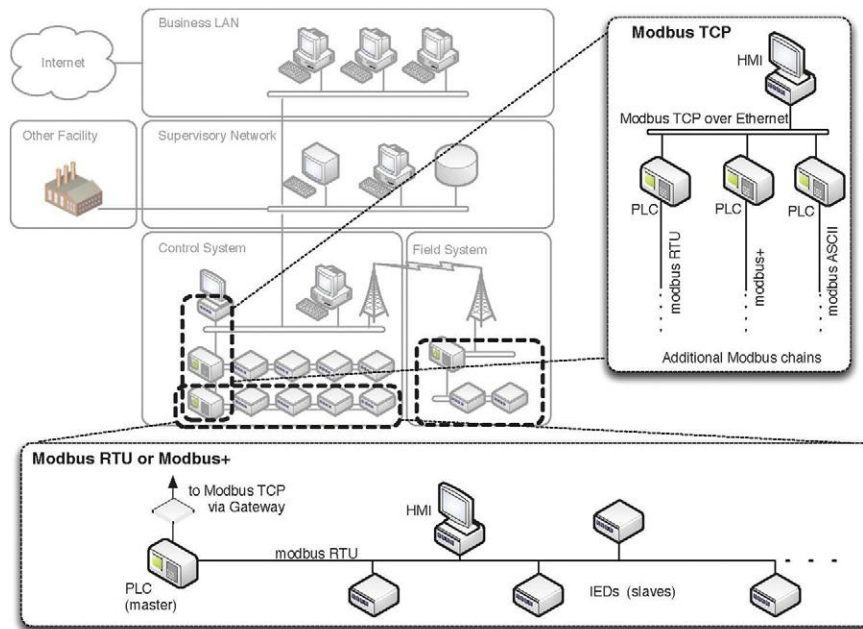 Business LAN
Internet
Other Facility
Supervisory Network
Control System
Field System
Modbus TCP
HMI
Modbus TCP over Ethernet
PLC
PLC
PLC
modbus RTU
modbus+
modbus ASCII
. . .
. . .
. . .
Additional Modbus chains
Modbus RTU or Modbus+
to Modbus TCP
via Gateway
HMI
modbus RTU
. . .
PLC
(master)
IEDs (slaves)